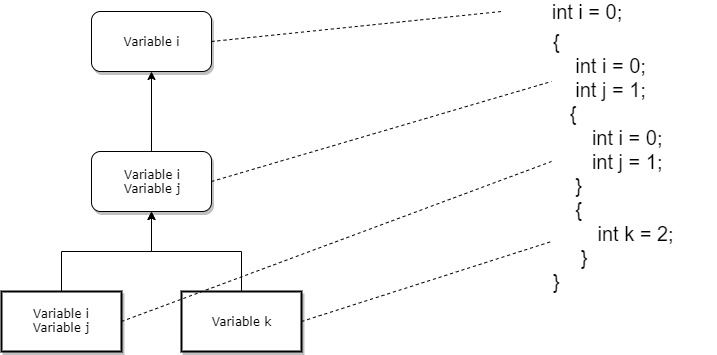 Variable i
Variable i
Variable j
Variable i
Variable j
Variable k
int i = 0;
{
int i = 0;
int j = 1;
{
int i = 0;
int j = 1;
}
{
int k = 2;
}
}